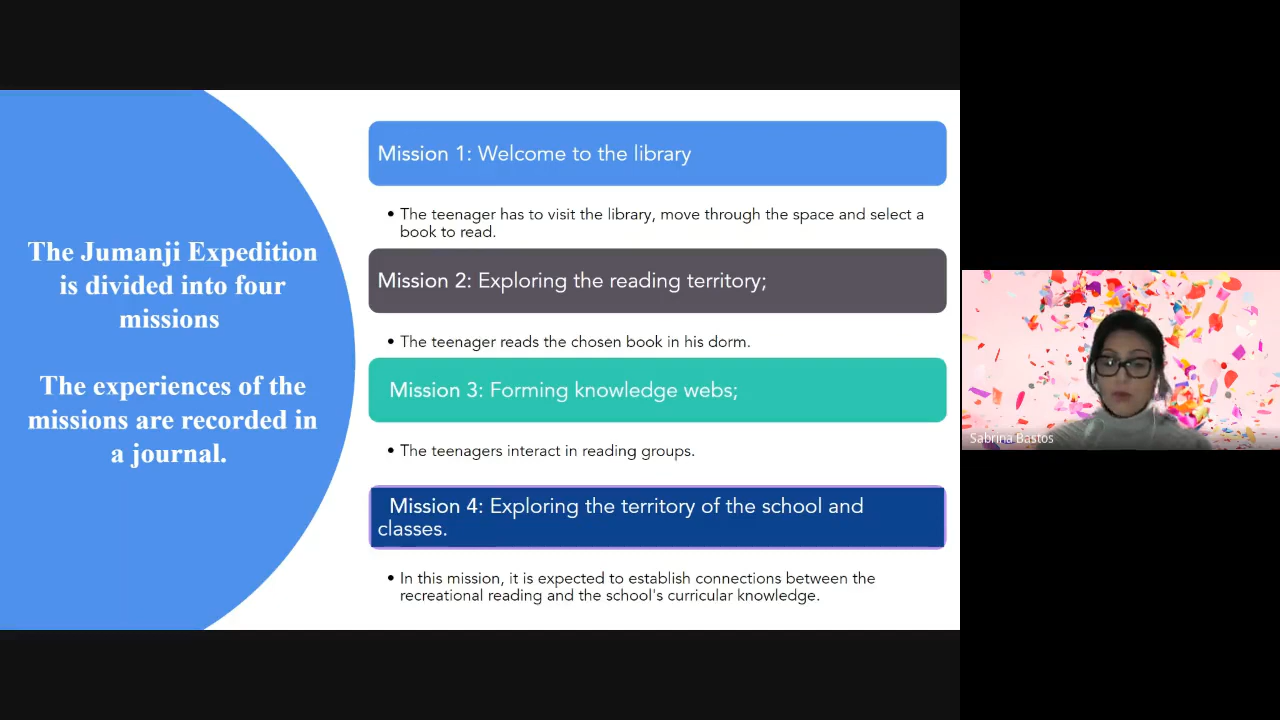 The Jumanji Expedition
is divided into four
missions
The experiences of the
missions are recorded in
a journal.
Mission 1: Welcome to the library
• The teenager has to visit the library, move through the space and select a
book to read.
Mission 2: Exploring the reading territory;
• The teenager reads the chosen book in his dorm.
Mission 3: Forming knowledge webs;
• The teenagers interact in reading groups.
Mission 4: Exploring the territory of the school and
classes.
• In this mission, it is expected to establish connections between the
recreational reading and the school's curricular knowledge.
Sabrina Bastos